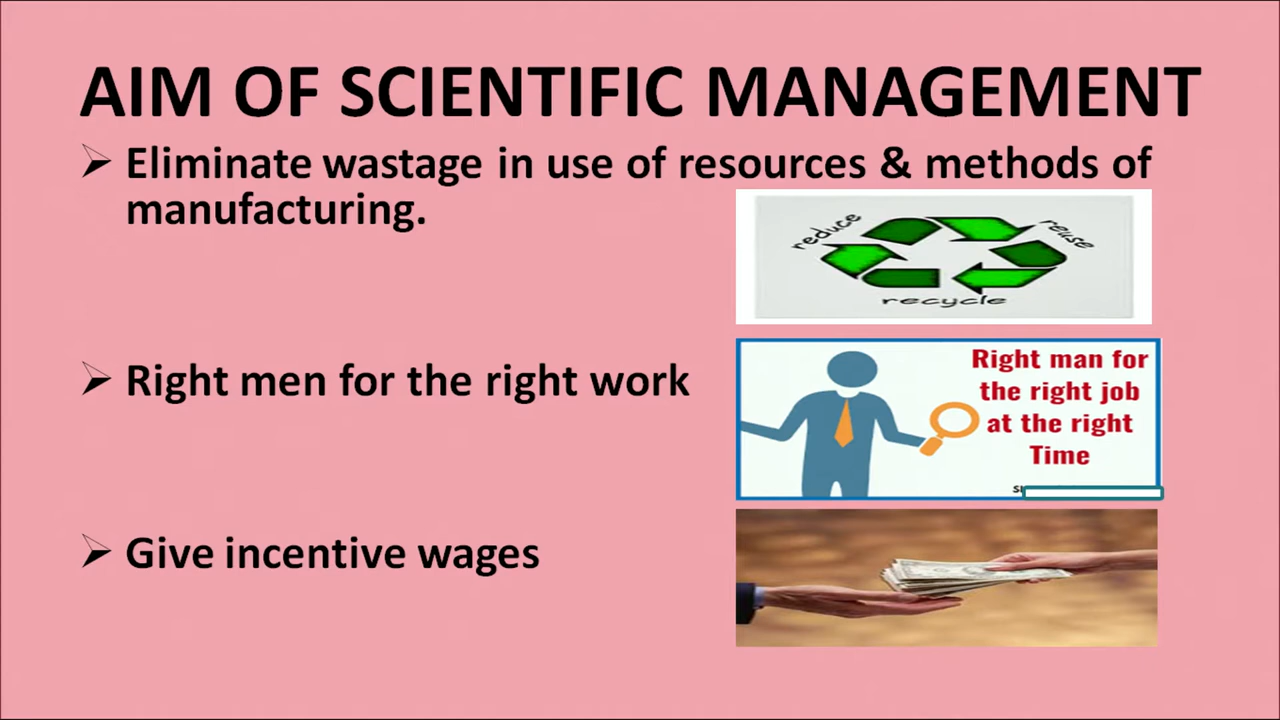 AIM OF SCIENTIFIC MANAGEMENT
Eliminate wastage in use of resources & methods of
manufacturing.
reduce
reuse
recycle
Right men for the right work
Right man for
the right job
at the right
Time
Give incentive wages